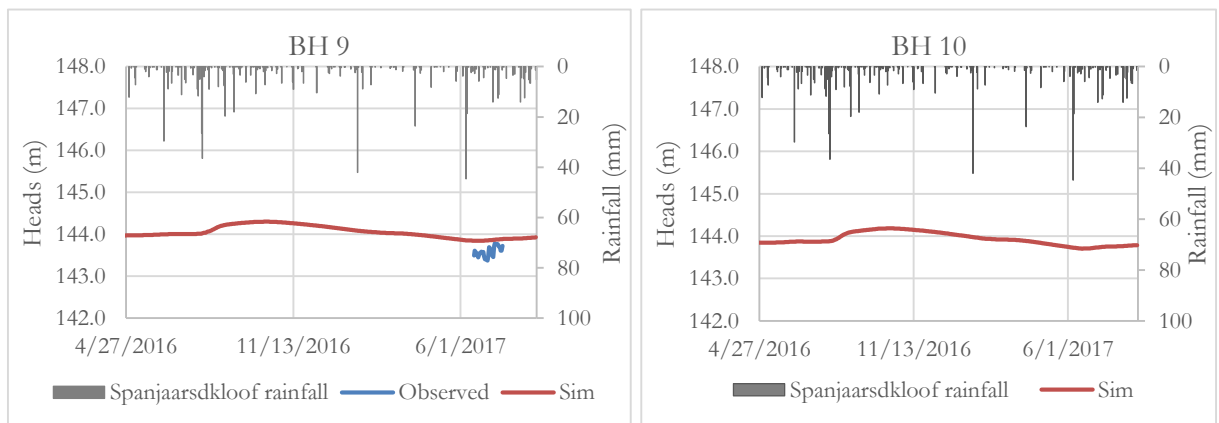 BH 9
148.0
147.0
146.0
145.0
144.0
143.0
142.0
Heads (m)
0
20
40
60
80
100
Rainfall (mm)
4/27/2016 11/13/2016 6/1/2017
Spanjaarsdkloof rainfall Observed Sim
BH 10
148.0
147.0
146.0
145.0
144.0
143.0
142.0
Heads (m)
0
20
40
60
80
100
Rainfall (mm)
4/27/2016 11/13/2016 6/1/2017
Spanjaarsdkloof rainfall Sim